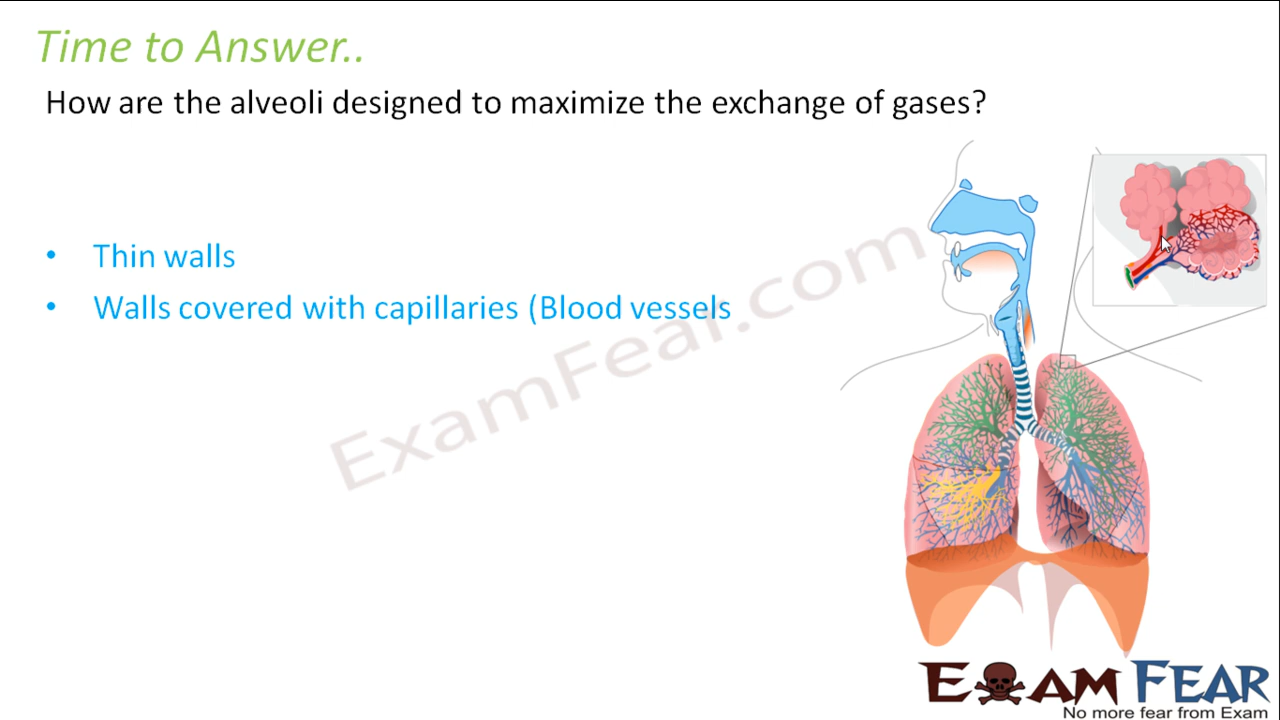 Time to Answer..
How are the alveoli designed to maximize the exchange of gases?
• Thin walls
• Walls covered with capillaries (Blood vessels
ExamFear.com
EXAM FEAR
No more fear from Exam